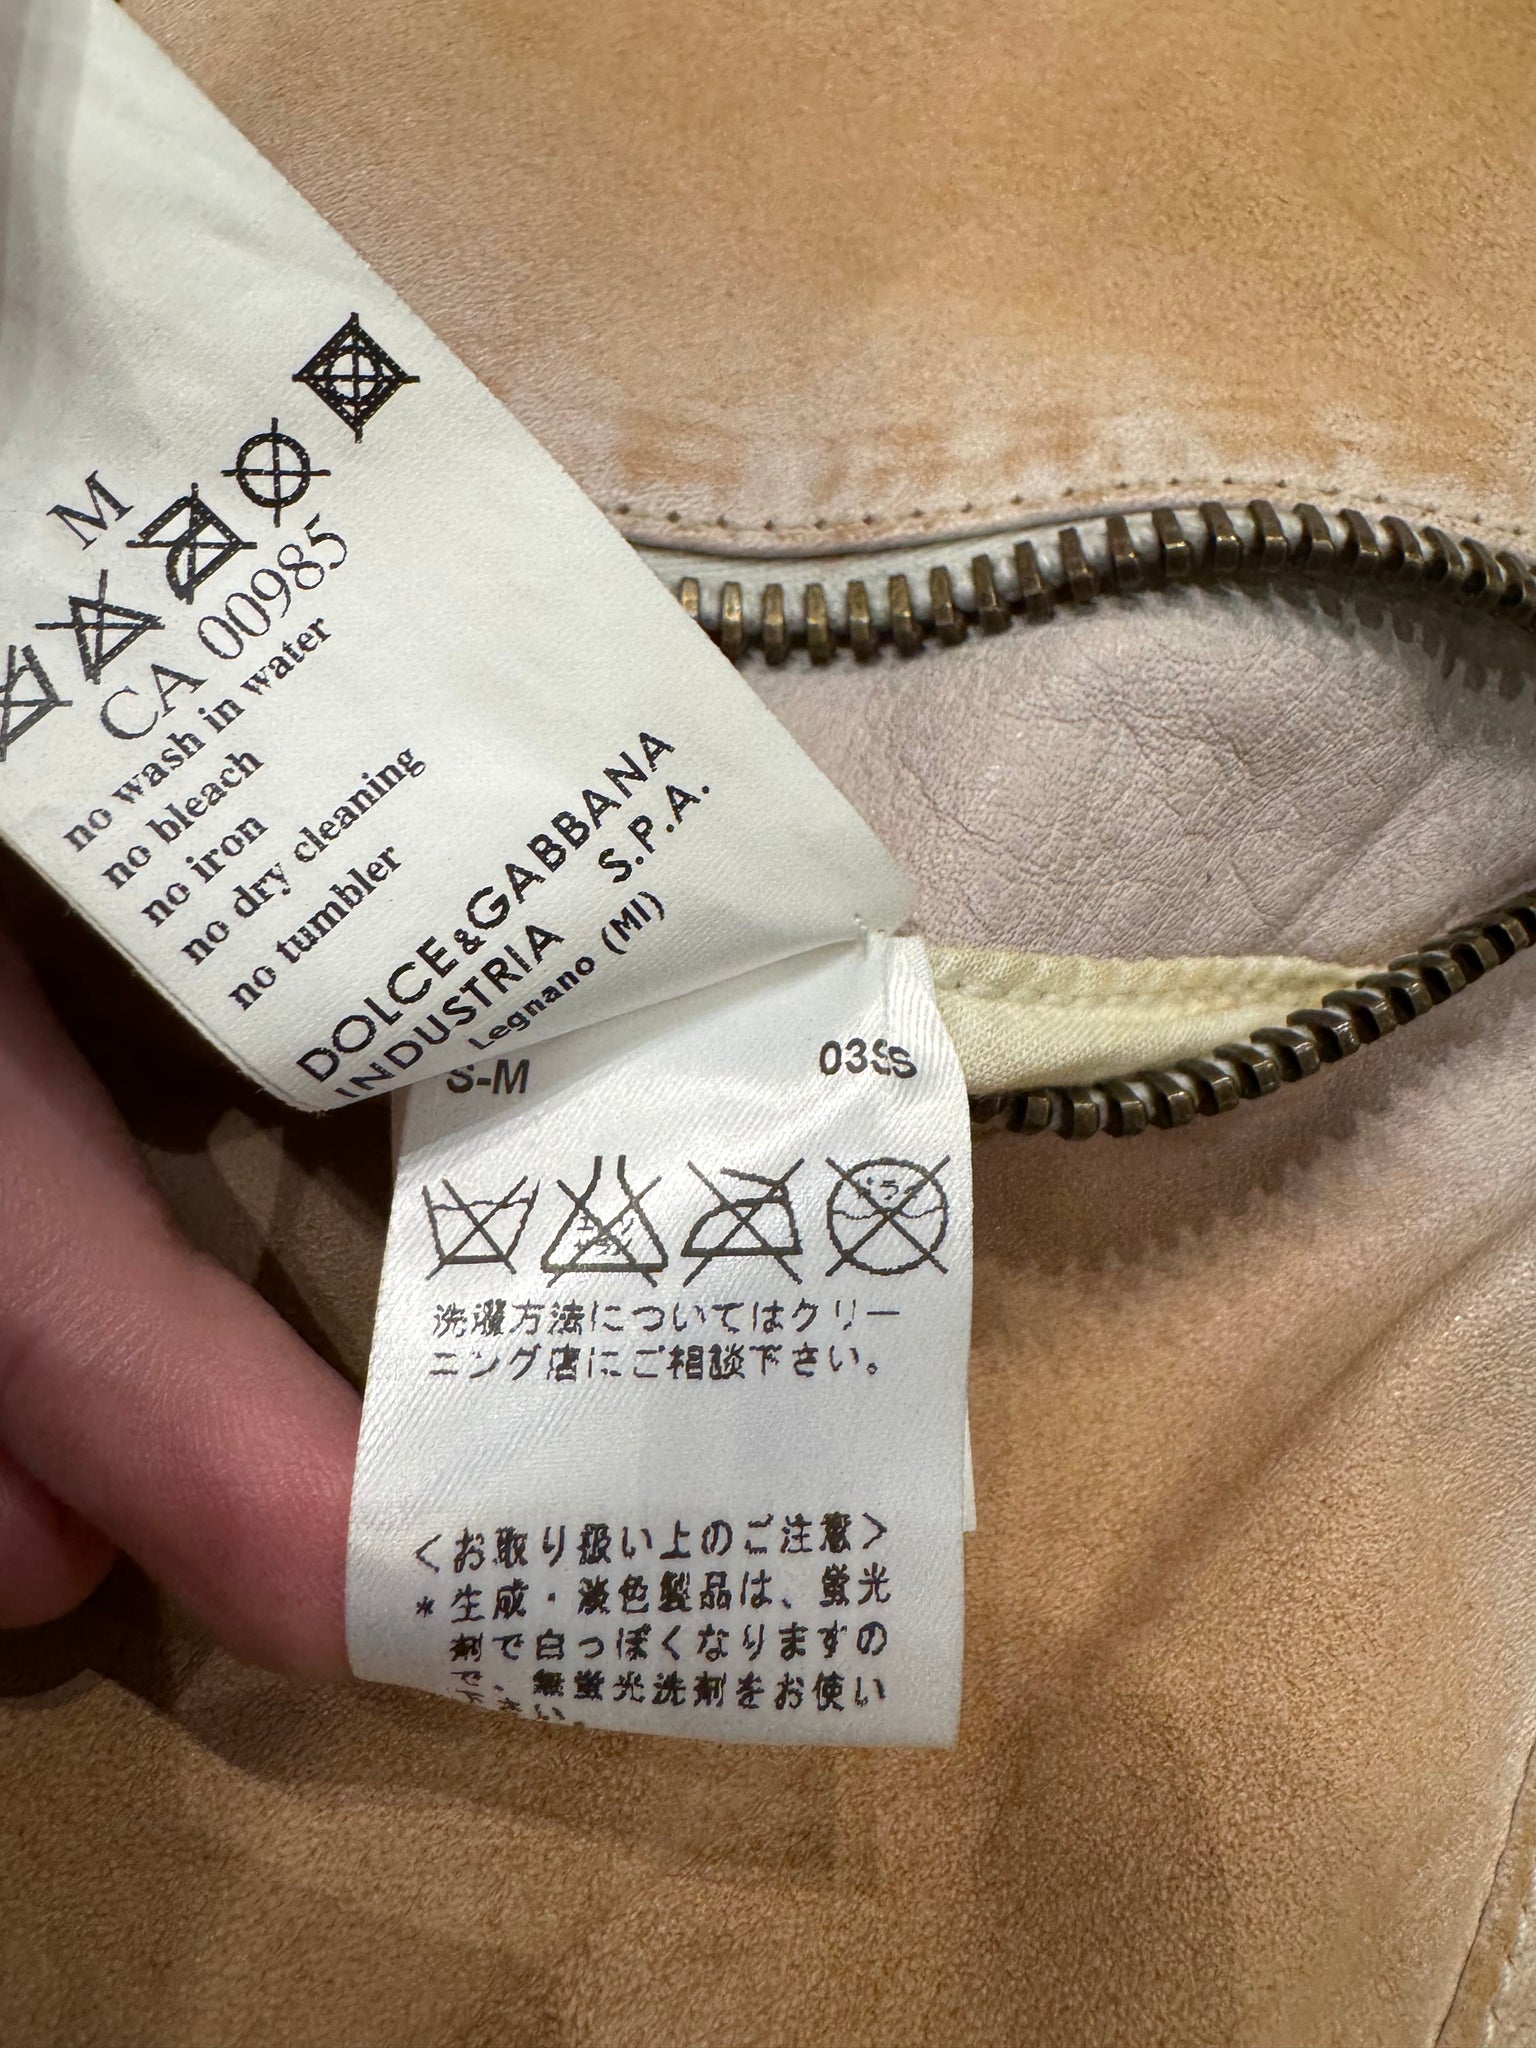 M
CA 00985
no wash in water
no bleach
no iron
no dry cleaning
no tumbler
DOLCE&GABBANA
INDUSTRIA S.P.A.
Legnano (MI)
S-M 03SS
洗濯方法についてはクリー
ニング店にご相談下さい。
<お取り扱い上のご注意>
*生成・淡色製品は、蛍光
剤で白っぽくなりますの
で、無蛍光洗剤をお使い
下さい。